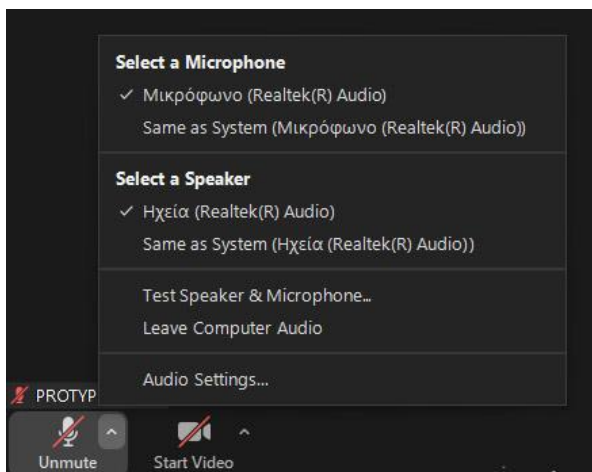 Select a Microphone
✓ Μικρόφωνο (Realtek(R) Audio)
Same as System (Μικρόφωνο (Realtek(R) Audio))
Select a Speaker
✓ Ηχεία (Realtek(R) Audio)
Same as System (Ηχεία (Realtek(R) Audio))
Test Speaker & Microphone...
Leave Computer Audio
Audio Settings...
PROTYP
Unmute Start Video